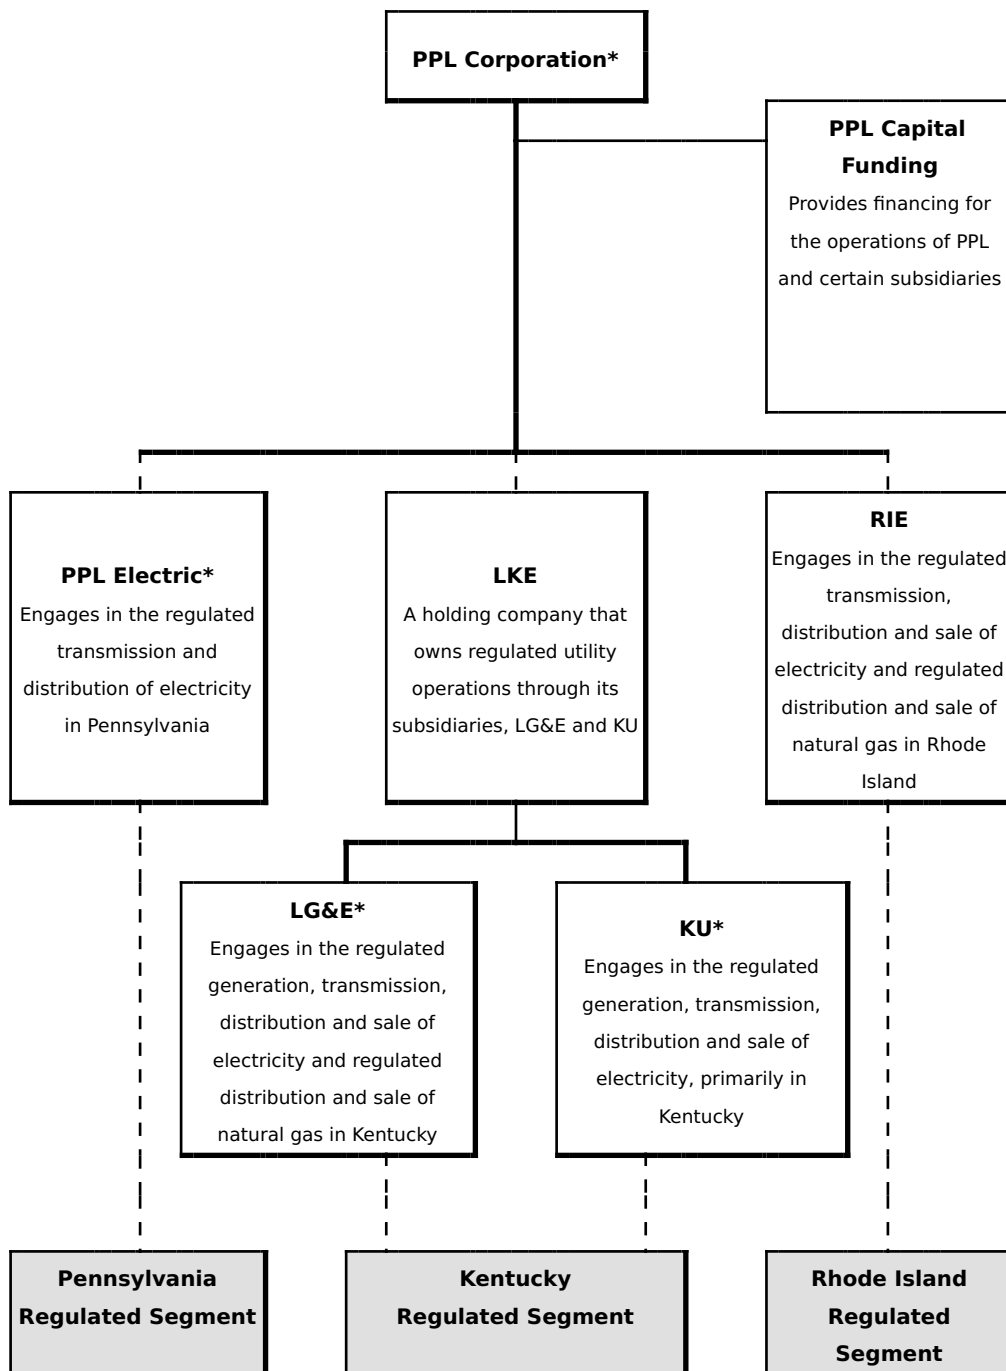 PPL Corporation*
PPL Capital
Funding
Provides financing for
the operations of PPL
and certain subsidiaries
PPL Electric*
Engages in the regulated
transmission and
distribution of electricity
in Pennsylvania
LKE
A holding company that
owns regulated utility
operations through its
subsidiaries, LG&E and KU
RIE
Engages in the regulated
transmission,
distribution and sale of
electricity and regulated
distribution and sale of
natural gas in Rhode
Island
LG&E*
Engages in the regulated
generation, transmission,
distribution and sale of
electricity and regulated
distribution and sale of
natural gas in Kentucky
KU*
Engages in the regulated
generation, transmission,
distribution and sale of
electricity, primarily in
Kentucky
Pennsylvania
Regulated Segment
Kentucky
Regulated Segment
Rhode Island
Regulated
Segment